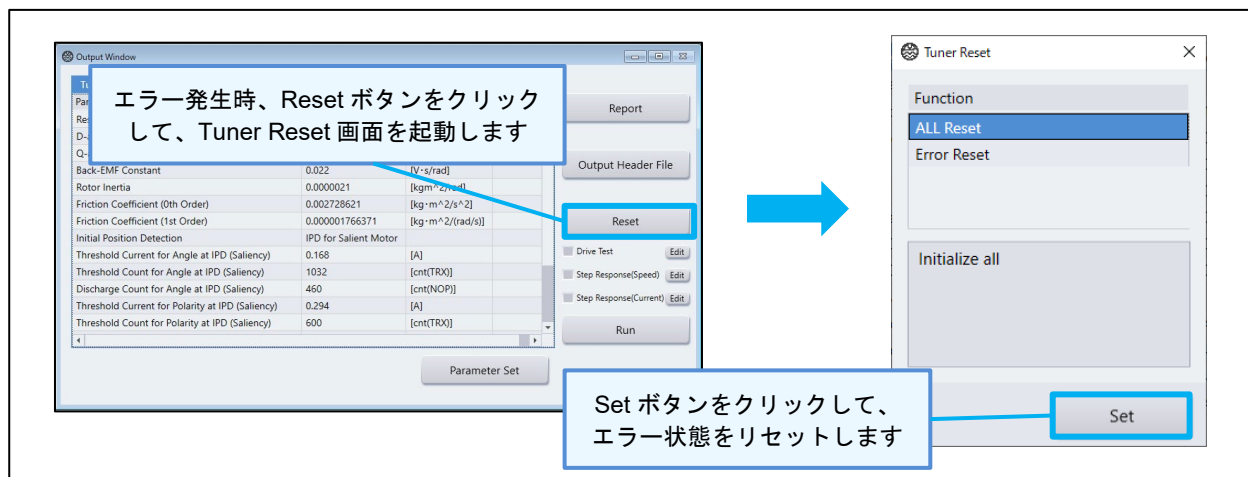 Output Window
エラー発生時、Reset ボタンをクリック
して、Tuner Reset 画面を起動します
Back-EMF Constant 0.022 [V・s/rad]
Rotor Inertia 0.0000021 [kgm^2/rad]
Friction Coefficient (0th Order) 0.002728621 [kg・m^2/s^2]
Friction Coefficient (1st Order) 0.000001766371 [kg・m^2/(rad/s)]
Initial Position Detection IPD for Salient Motor
Threshold Current for Angle at IPD (Saliency) 0.168 [A]
Threshold Count for Angle at IPD (Saliency) 1032 [cnt(TRX)]
Discharge Count for Angle at IPD (Saliency) 460 [cnt(NOP)]
Threshold Current for Polarity at IPD (Saliency) 0.294 [A]
Threshold Count for Polarity at IPD (Saliency) 600 [cnt(TRX)]
Report
Output Header File
Reset
Drive Test Edit
Step Response(Speed) Edit
Step Response(Current) Edit
Run
Parameter Set
Tuner Reset
Function
ALL Reset
Error Reset
Initialize all
Set
Set ボタンをクリックして、
エラー状態をリセットします